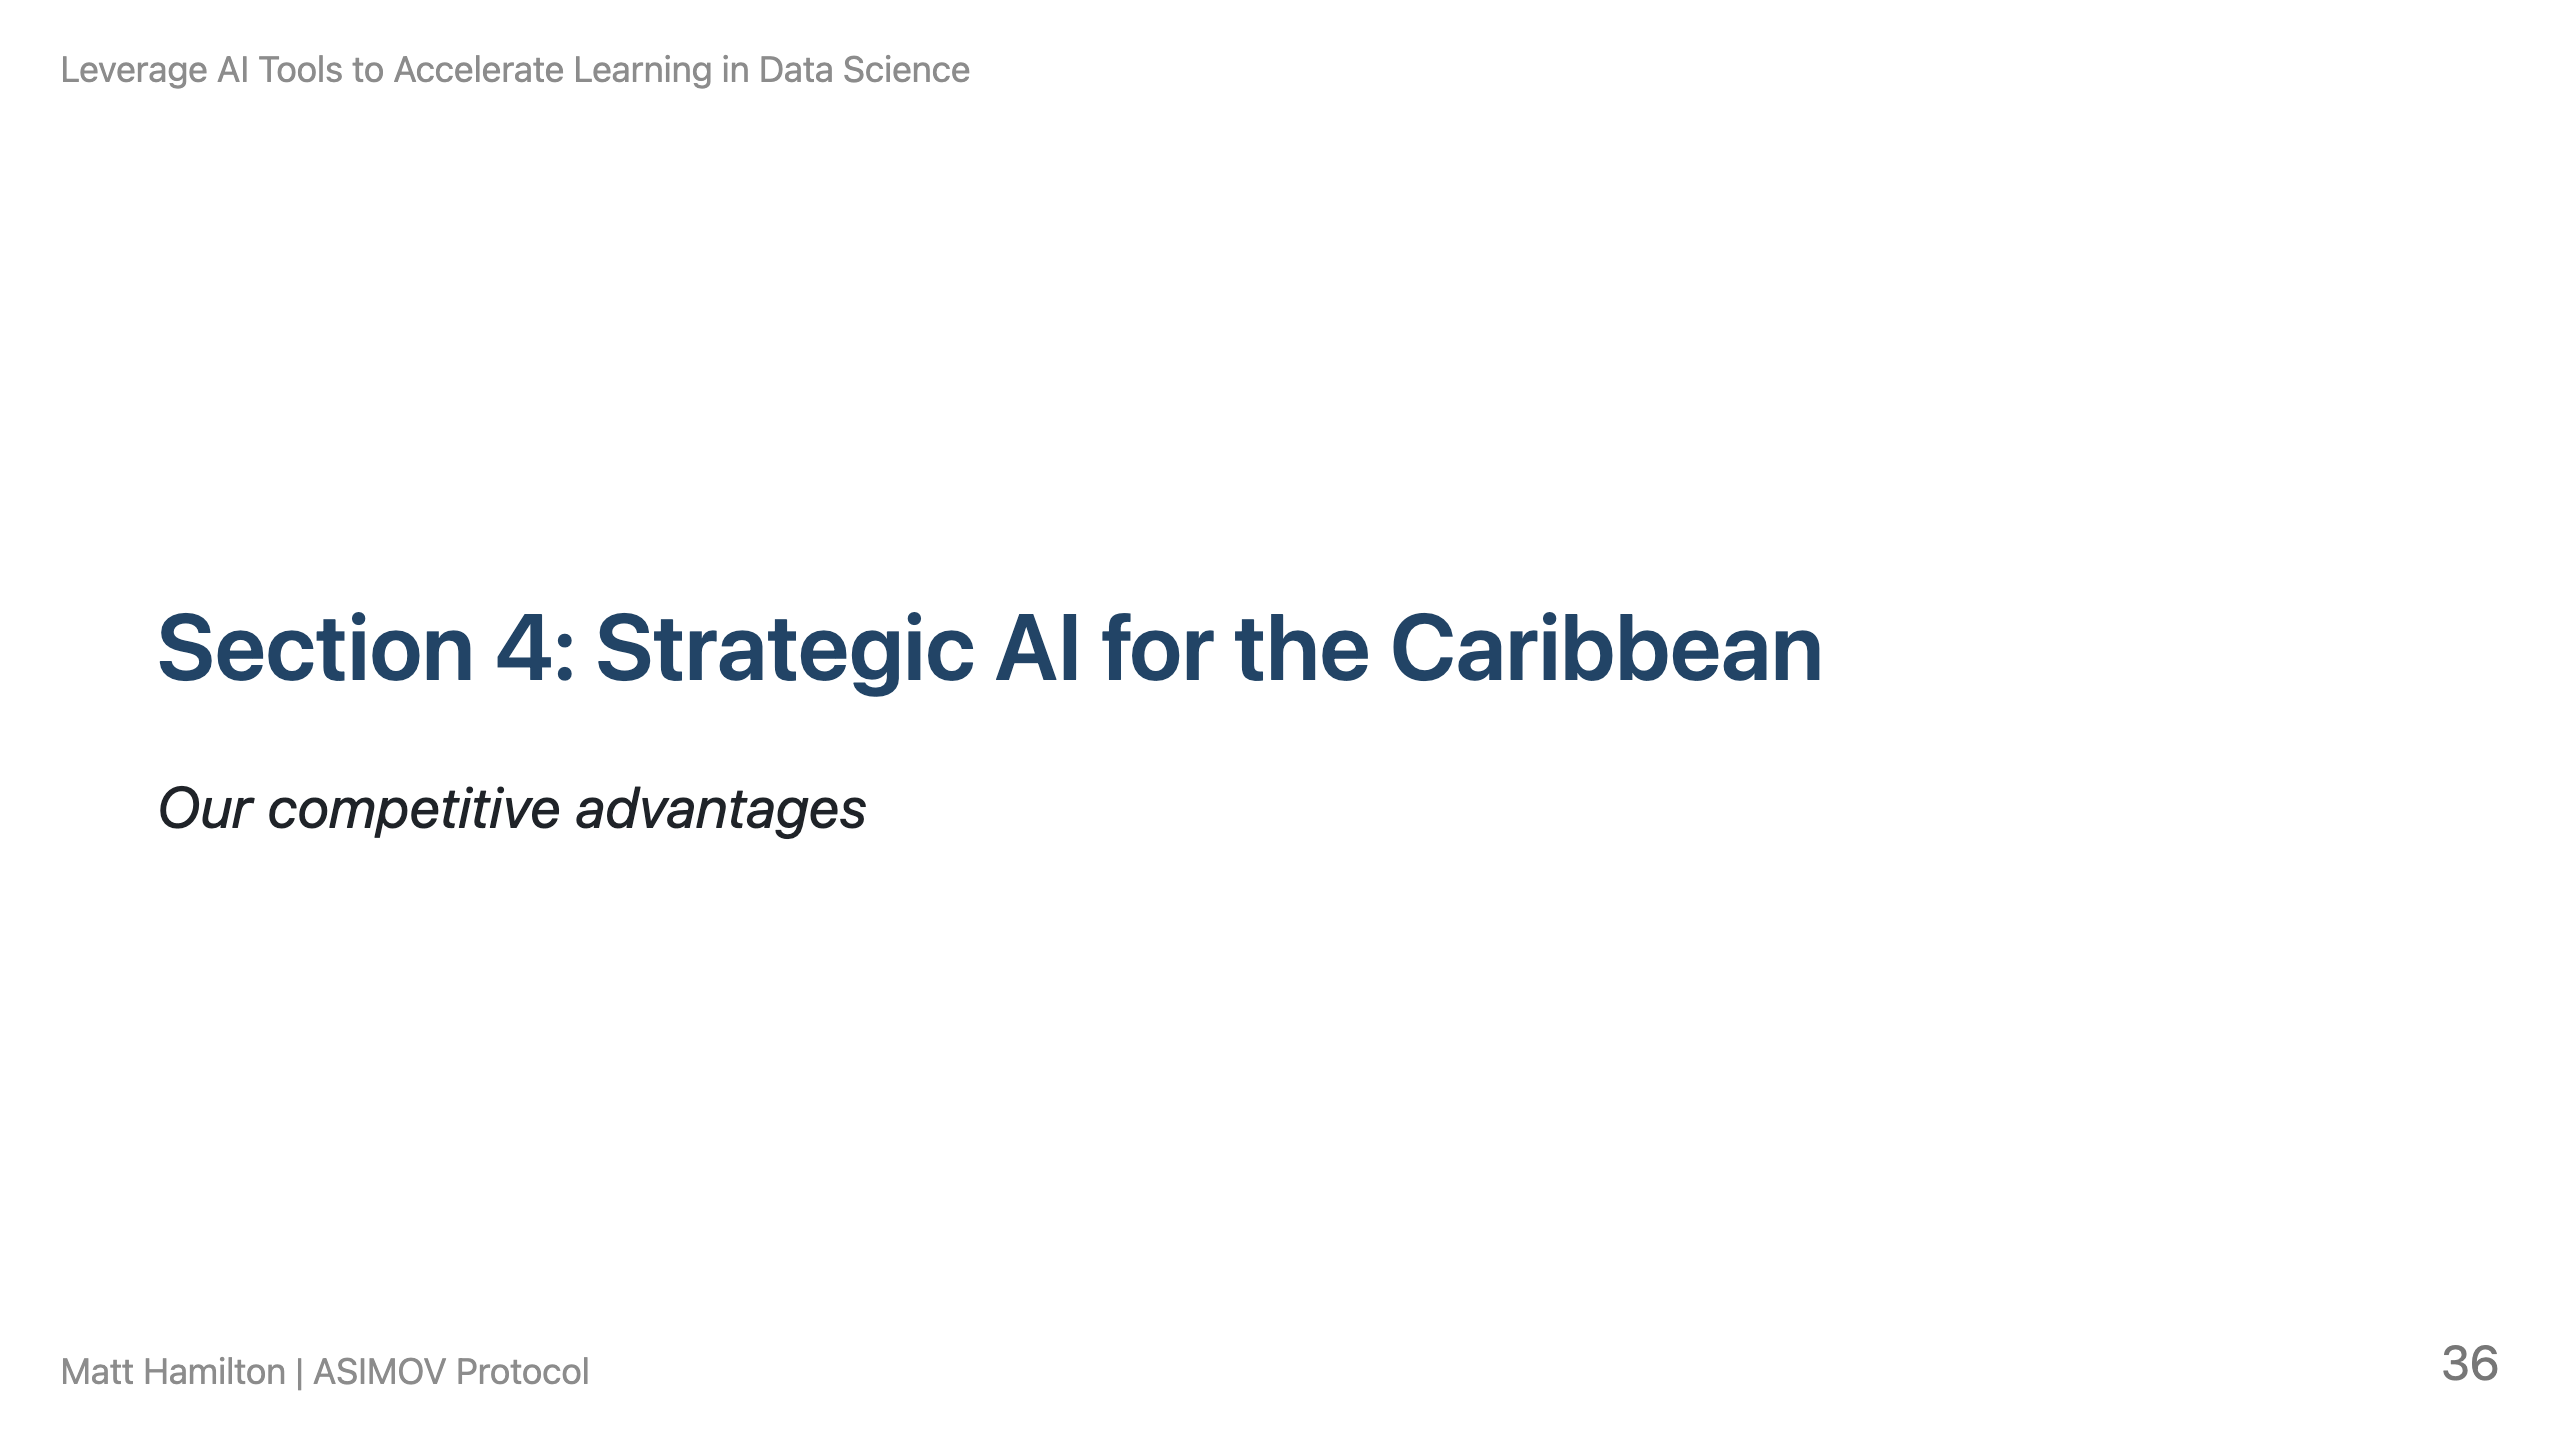 Leverage AI Tools to Accelerate Learning in Data Science
Section 4: Strategic AI for the Caribbean
Our competitive advantages
Matt Hamilton | ASIMOV Protocol
36